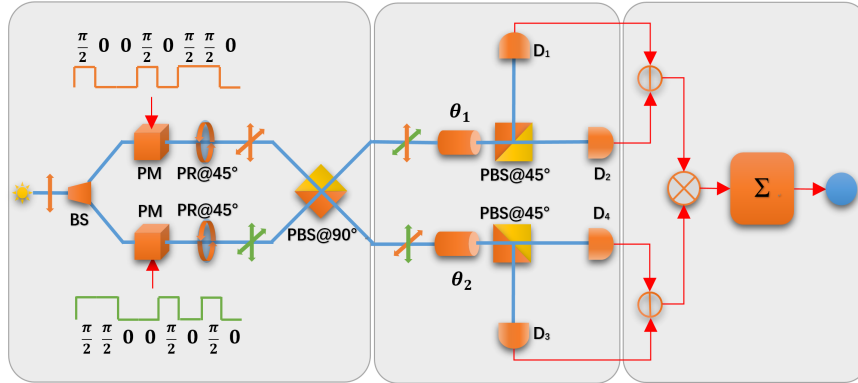 π/2 0 0 π/2 0 π/2 π/2 0
BS
PM PR@45°
PM PR@45°
PBS@90°
π/2 π/2 0 0 π/2 0 π/2 0
θ₁
PBS@45°
D₁
D₂
PBS@45°
D₄
θ₂
D₃
Σ